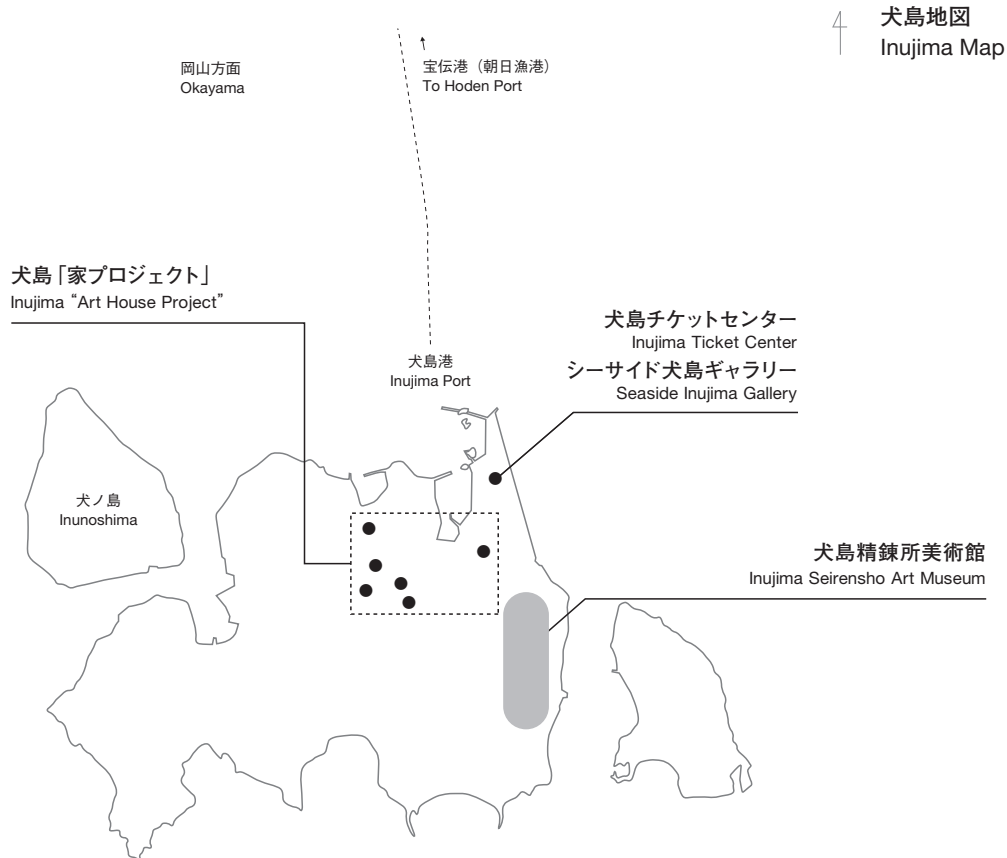 犬島地図
Inujima Map
岡山方面
Okayama
宝伝港（朝日漁港）
To Hoden Port
犬島「家プロジェクト」
Inujima “Art House Project”
犬島チケットセンター
Inujima Ticket Center
シーサイド犬島ギャラリー
Seaside Inujima Gallery
犬島港
Inujima Port
犬ノ島
Inunoshima
犬島精錬所美術館
Inujima Seirensho Art Museum